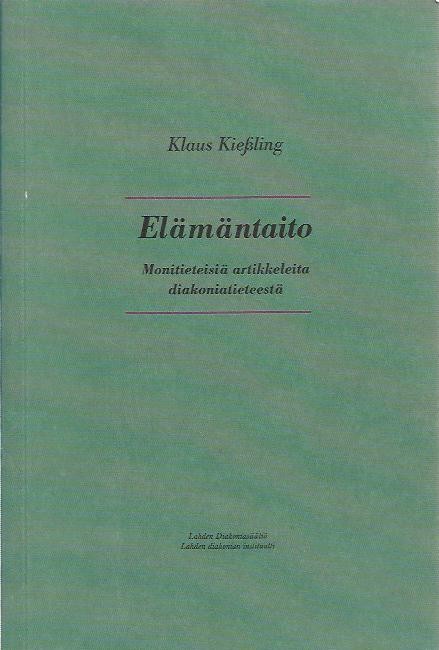 Klaus Kießling
Elämäntaito
Monitieteisiä artikkeleita
diakoniatieteestä
Lahden Diakoniasäätiö
Lahden diakonian instituutti